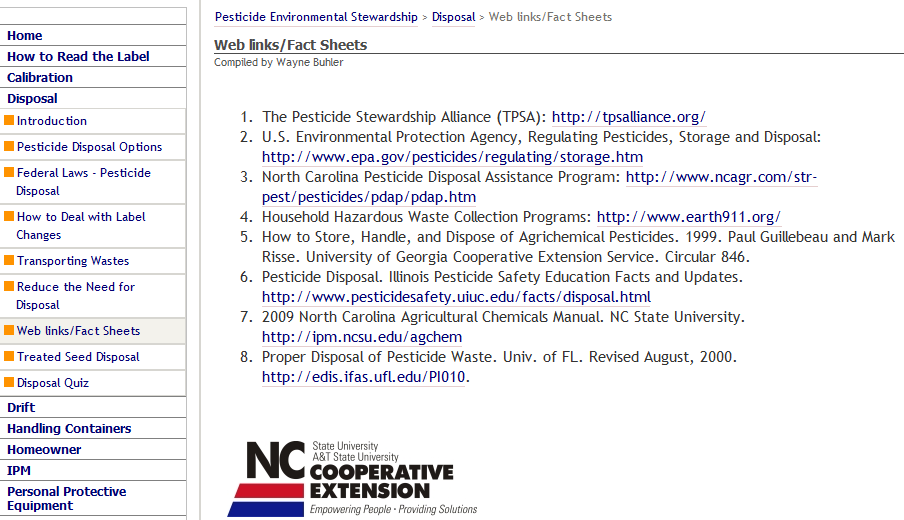 Home
How to Read the Label
Calibration
Disposal
Introduction
Pesticide Disposal Options
Federal Laws - Pesticide
Disposal
How to Deal with Label
Changes
Transporting Wastes
Reduce the Need for
Disposal
Web links/Fact Sheets
Treated Seed Disposal
Disposal Quiz
Drift
Handling Containers
Homeowner
IPM
Personal Protective
Equipment
Pesticide Environmental Stewardship > Disposal > Web links/Fact Sheets
Web links/Fact Sheets
Compiled by Wayne Buhler
1. The Pesticide Stewardship Alliance (TPSA): http://tpsalliance.org/
2. U.S. Environmental Protection Agency, Regulating Pesticides, Storage and Disposal:
http://www.epa.gov/pesticides/regulating/storage.htm
3. North Carolina Pesticide Disposal Assistance Program: http://www.ncagr.com/str-
pest/pesticides/pdap/pdap.htm
4. Household Hazardous Waste Collection Programs: http://www.earth911.org/
5. How to Store, Handle, and Dispose of Agrichemical Pesticides. 1999. Paul Guillebeau and Mark
Risse. University of Georgia Cooperative Extension Service. Circular 846.
6. Pesticide Disposal. Illinois Pesticide Safety Education Facts and Updates.
http://www.pesticidesafety.uiuc.edu/facts/disposal.html
7. 2009 North Carolina Agricultural Chemicals Manual. NC State University.
http://ipm.ncsu.edu/agchem
8. Proper Disposal of Pesticide Waste. Univ. of FL. Revised August, 2000.
http://edis.ifas.ufl.edu/PI010.
NC State University
A&T State University
COOPERATIVE
EXTENSION
Empowering People · Providing Solutions